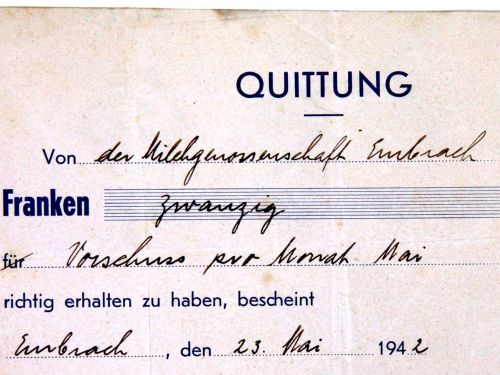 QUITTUNG
Von der Milchgenossenschaft Embrach
Franken zwanzig
für Vorschuss pro Monat Mai
richtig erhalten zu haben, bescheint
Embrach, den 23. Mai 1942